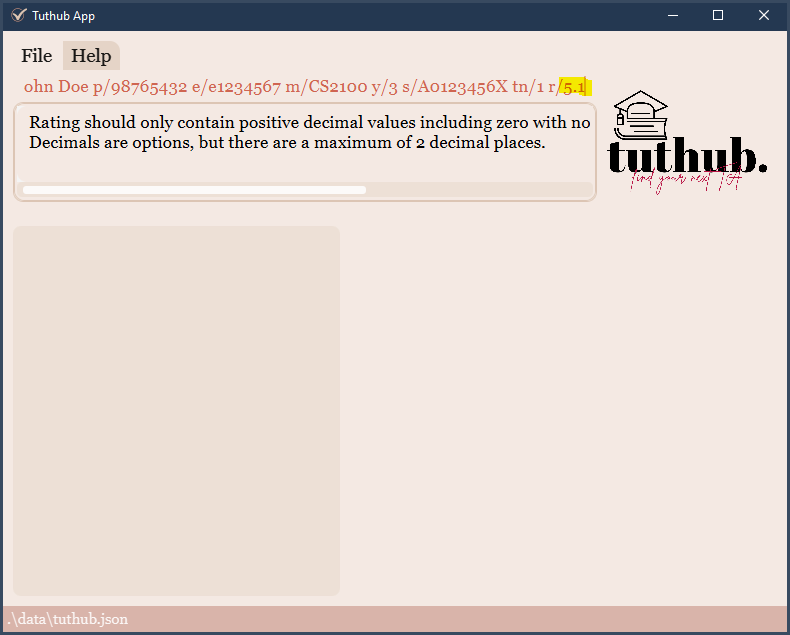 Tuthub App
File Help
ohn Doe p/98765432 e/e1234567 m/CS2100 y/3 s/A0123456X tn/1 r/5.1
Rating should only contain positive decimal values including zero with no
Decimals are options, but there are a maximum of 2 decimal places.
tuthub.
find your next TA
.\data\tuthub.json